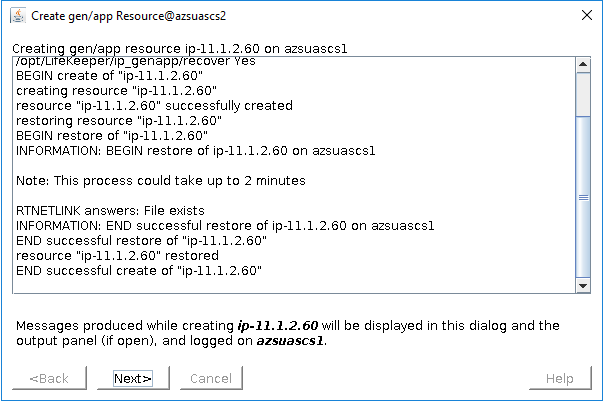 Create gen/app Resource@azsuascs2
Creating gen/app resource ip-11.1.2.60 on azsuascs1
/opt/LifeKeeper/ip_genapp/recover Yes
BEGIN create of "ip-11.1.2.60"
creating resource "ip-11.1.2.60"
resource "ip-11.1.2.60" successfully created
restoring resource "ip-11.1.2.60"
BEGIN restore of "ip-11.1.2.60"
INFORMATION: BEGIN restore of ip-11.1.2.60 on azsuascs1
Note: This process could take up to 2 minutes
RTNETLINK answers: File exists
INFORMATION: END successful restore of ip-11.1.2.60 on azsuascs1
END successful restore of "ip-11.1.2.60"
resource "ip-11.1.2.60" restored
END successful create of "ip-11.1.2.60"
Messages produced while creating ip-11.1.2.60 will be displayed in this dialog and the
output panel (if open), and logged on azsuascs1.
<Back Next> Cancel Help